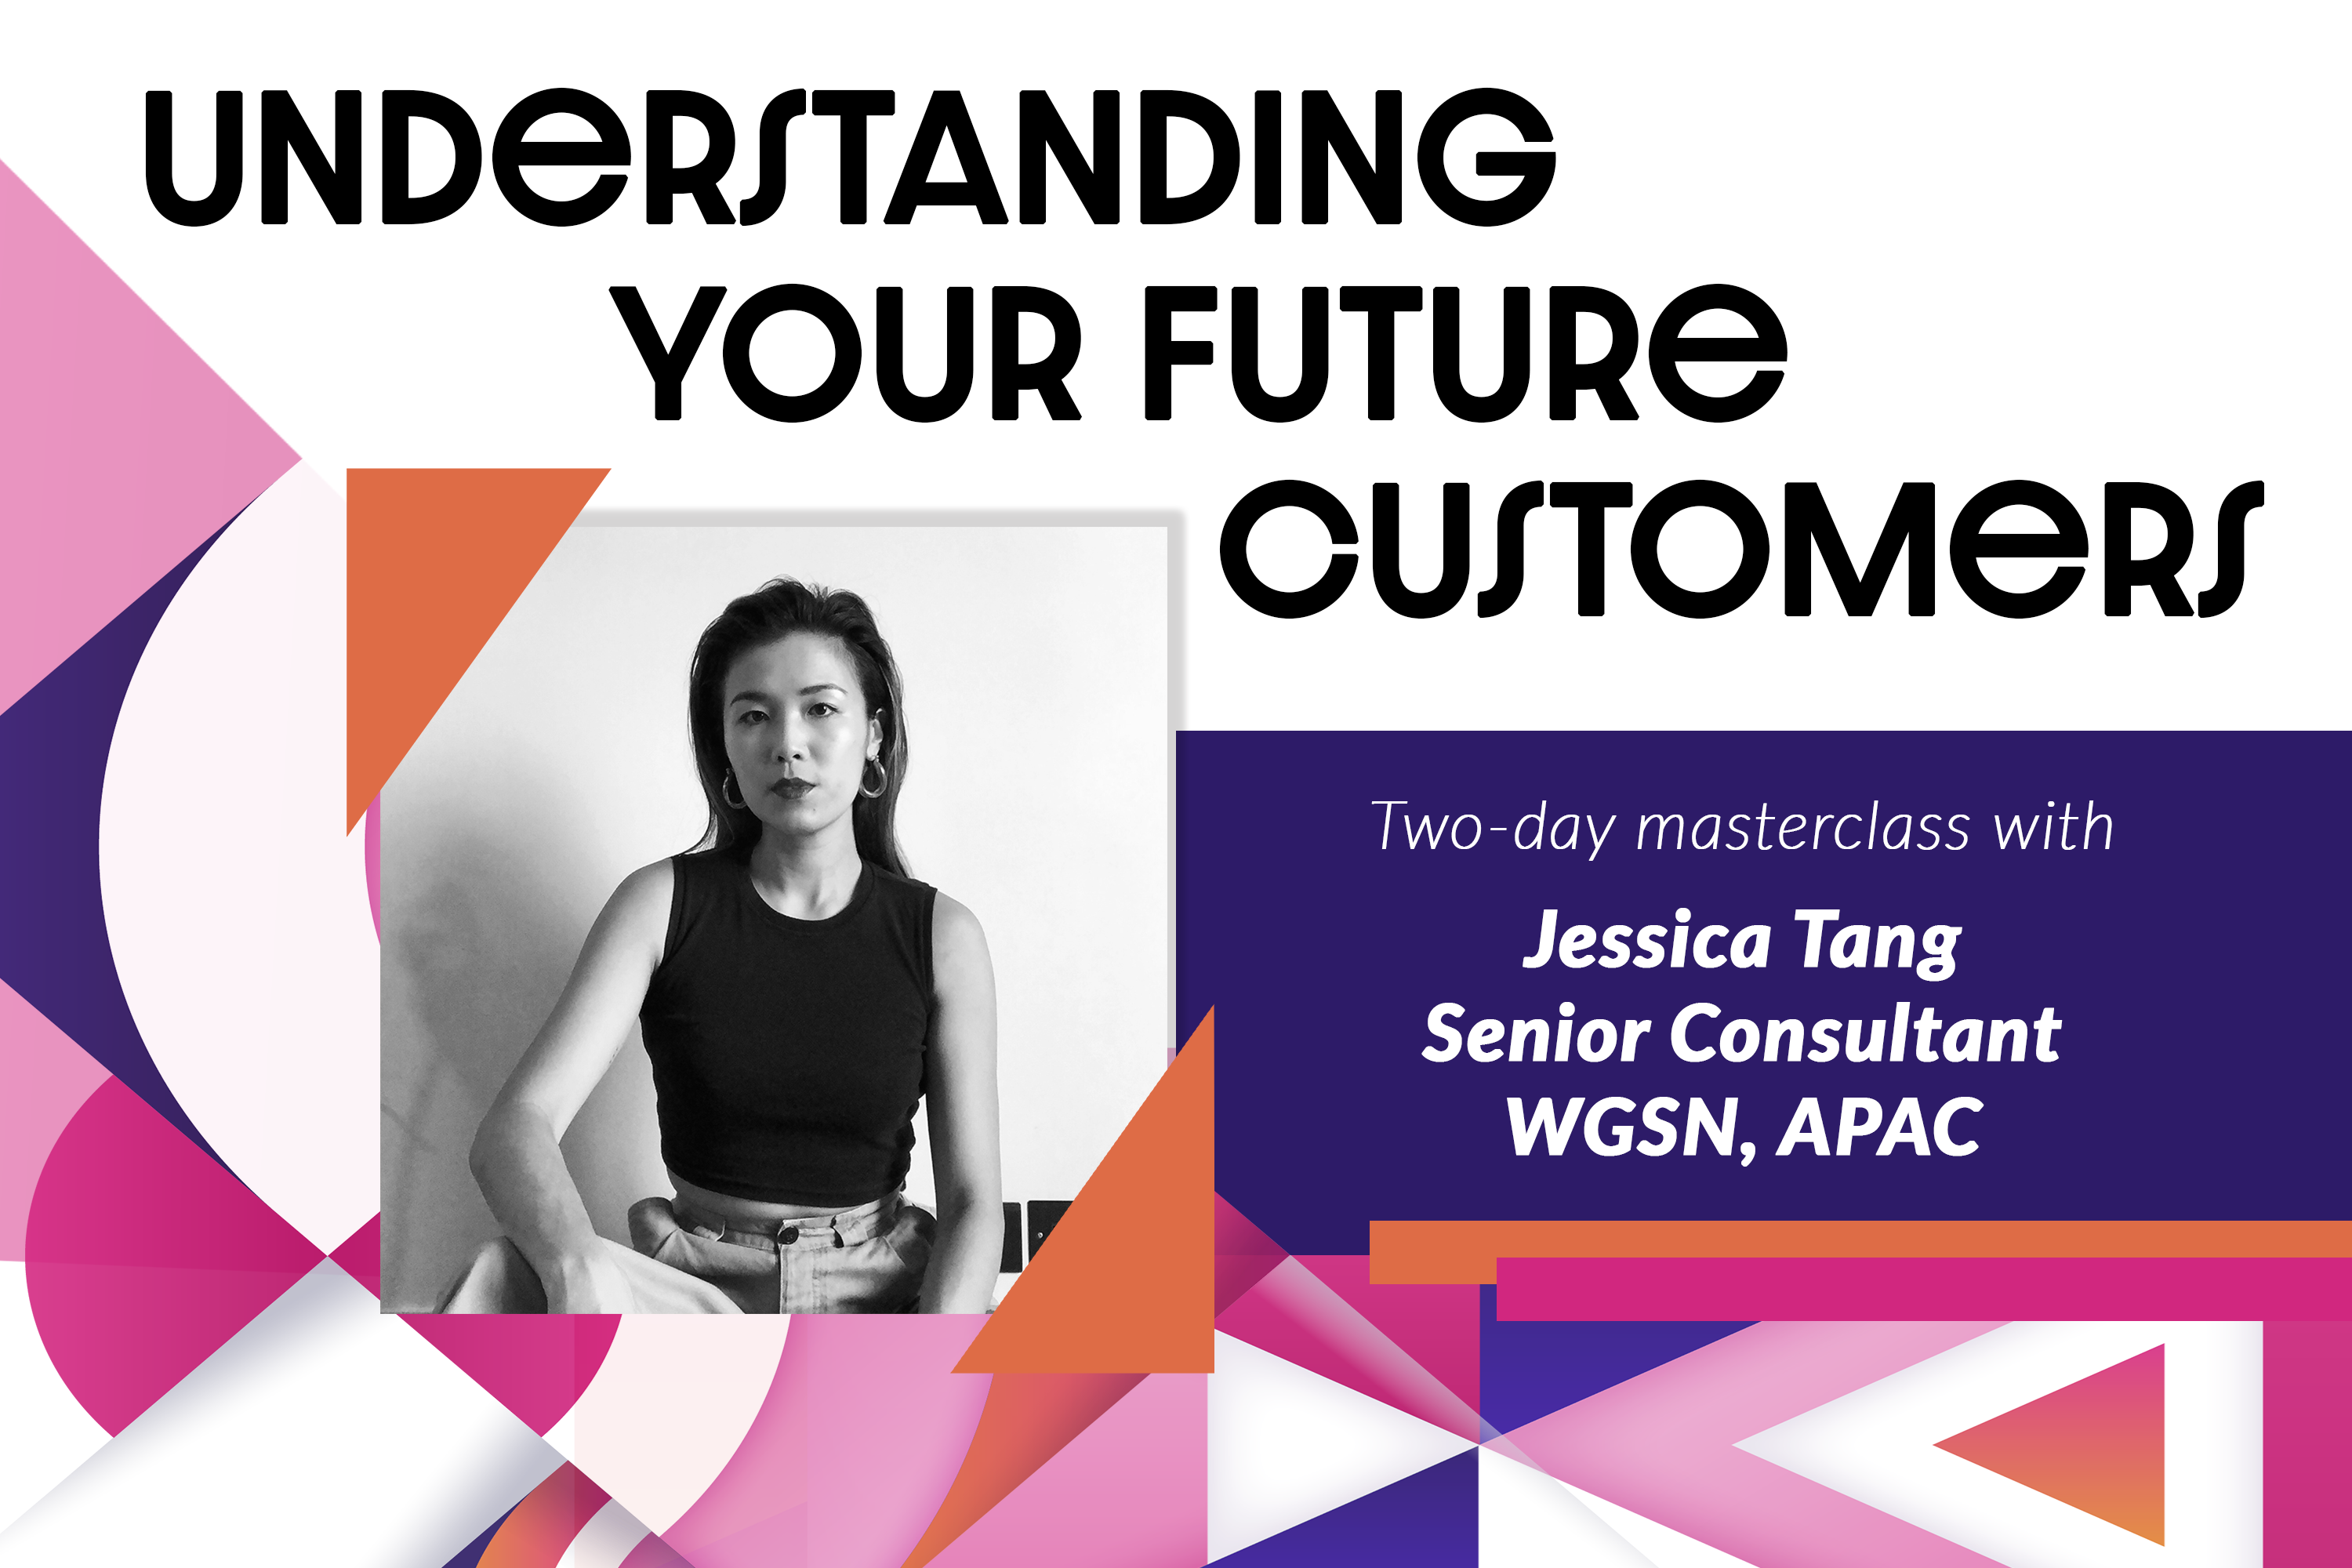 UNDeRSTANDING
YOUR FUTURe
CUSTOMeRS
Two-day masterclass with
Jessica Tang
Senior Consultant
WGSN, APAC